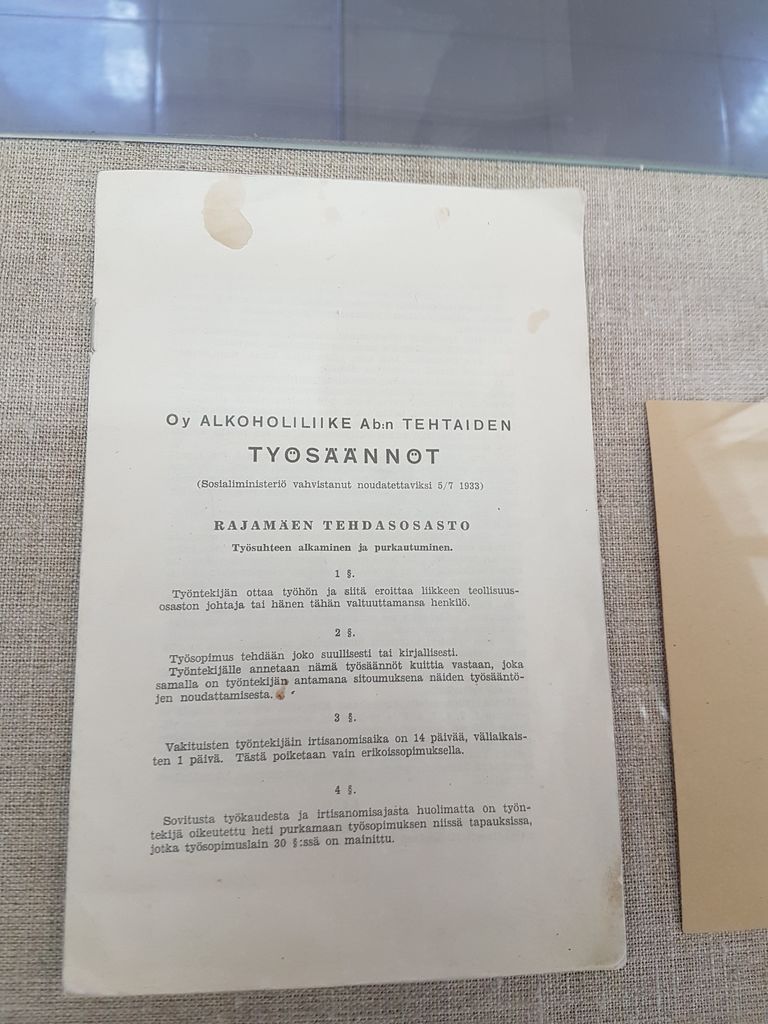 Oy ALKOHOLILIIKE Ab:n TEHTAIDEN
TYÖSÄÄNNÖT
(Sosialiministeriö vahvistanut noudatettaviksi 5/7 1933)
RAJAMÄEN TEHDASOSASTO
Työsuhteen alkaminen ja purkautuminen.
1 §.
Työntekijän ottaa työhön ja siitä eroittaa liikkeen teollisuus-
osaston johtaja tai hänen tähän valtuuttamansa henkilö.
2 §.
Työsopimus tehdään joko suullisesti tai kirjallisesti.
Työntekijälle annetaan nämä työsäännöt kuittia vastaan, joka
samalla on työntekijän antamana sitoumuksena näiden työsääntö-
jen noudattamisesta.
3 §.
Vakituisten työntekijäin irtisanomisaika on 14 päivää, väliaikais-
ten 1 päivä. Tästä poiketaan vain erikoissopimuksella.
4 §.
Sovitusta työkaudesta ja irtisanomisajasta huolimatta on työn-
tekijä oikeutettu heti purkamaan työsopimuksen niissä tapauksissa,
jotka työsopimuslain 30 §:ssä on mainittu.